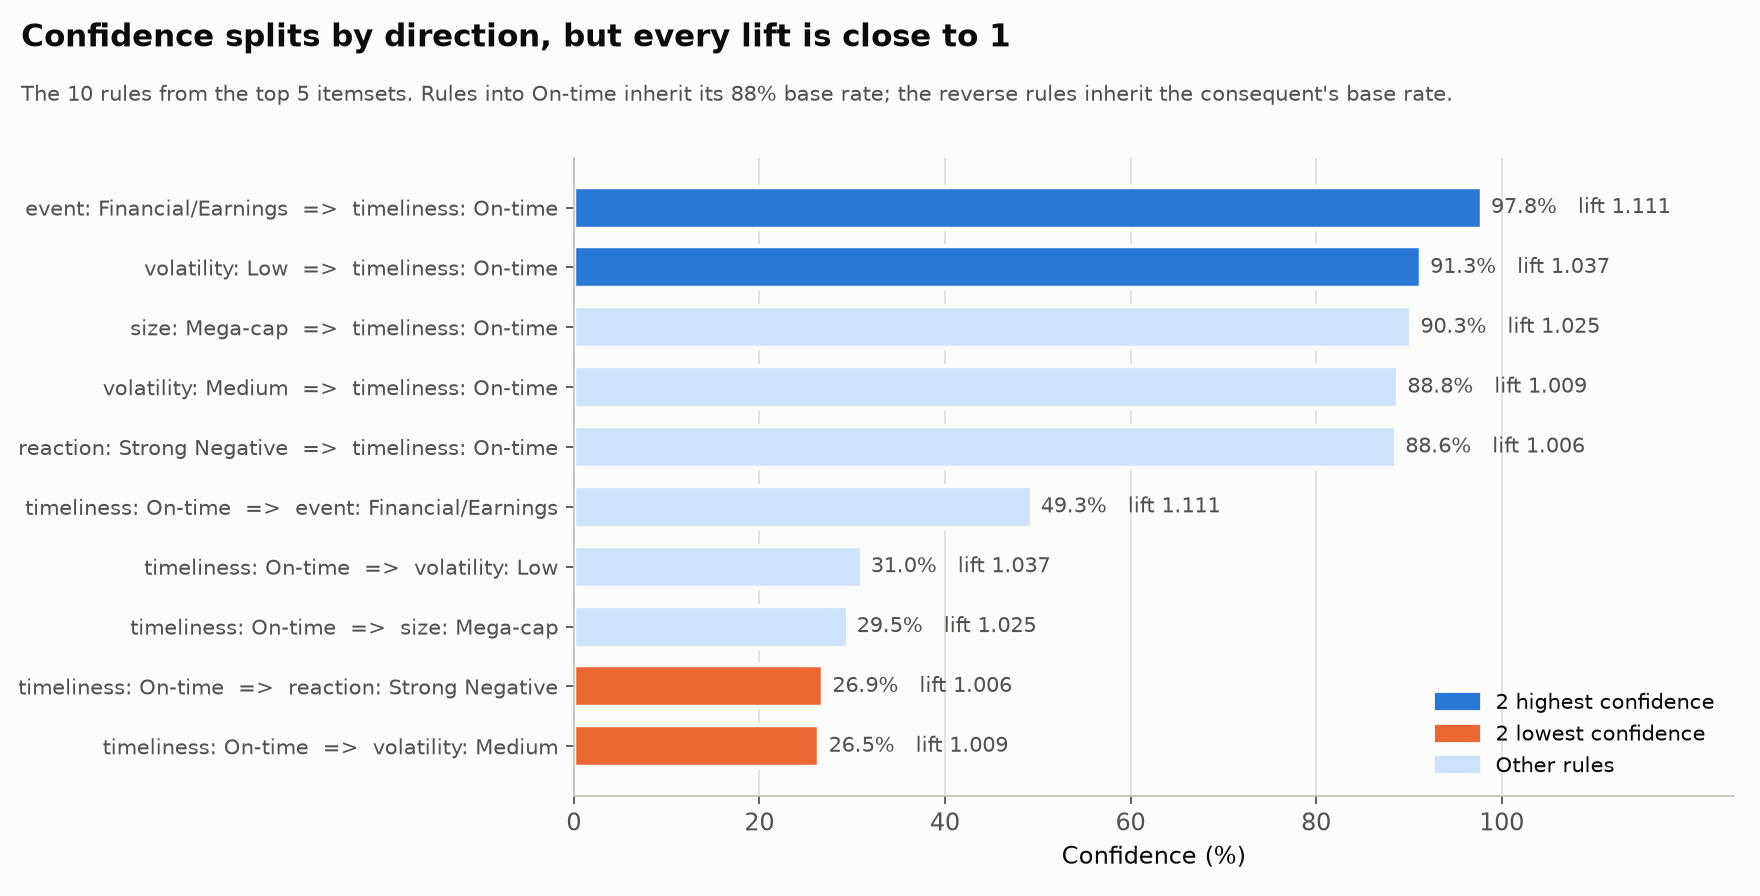 Confidence splits by direction, but every lift is close to 1
The 10 rules from the top 5 itemsets. Rules into On-time inherit its 88% base rate; the reverse rules inherit the consequent's base rate.
event: Financial/Earnings => timeliness: On-time 97.8% lift 1.111
volatility: Low => timeliness: On-time 91.3% lift 1.037
size: Mega-cap => timeliness: On-time 90.3% lift 1.025
volatility: Medium => timeliness: On-time 88.8% lift 1.009
reaction: Strong Negative => timeliness: On-time 88.6% lift 1.006
timeliness: On-time => event: Financial/Earnings 49.3% lift 1.111
timeliness: On-time => volatility: Low 31.0% lift 1.037
timeliness: On-time => size: Mega-cap 29.5% lift 1.025
timeliness: On-time => reaction: Strong Negative 26.9% lift 1.006
timeliness: On-time => volatility: Medium 26.5% lift 1.009
2 highest confidence
2 lowest confidence
Other rules
0 20 40 60 80 100
Confidence (%)